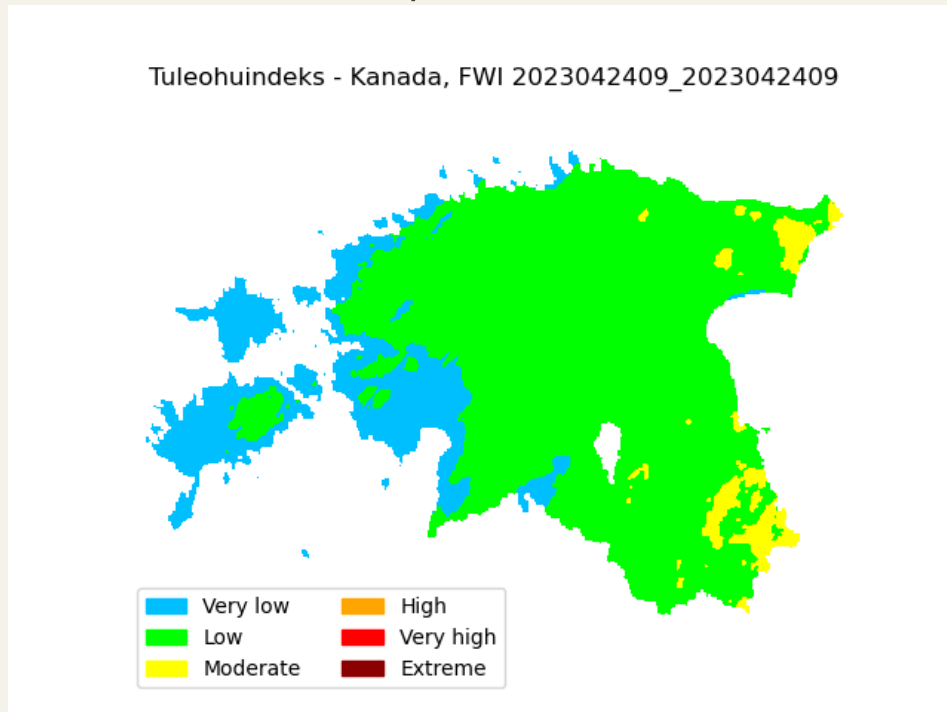 Tuleohuindeks - Kanada, FWI 2023042409_2023042409
Very low
Low
Moderate
High
Very high
Extreme